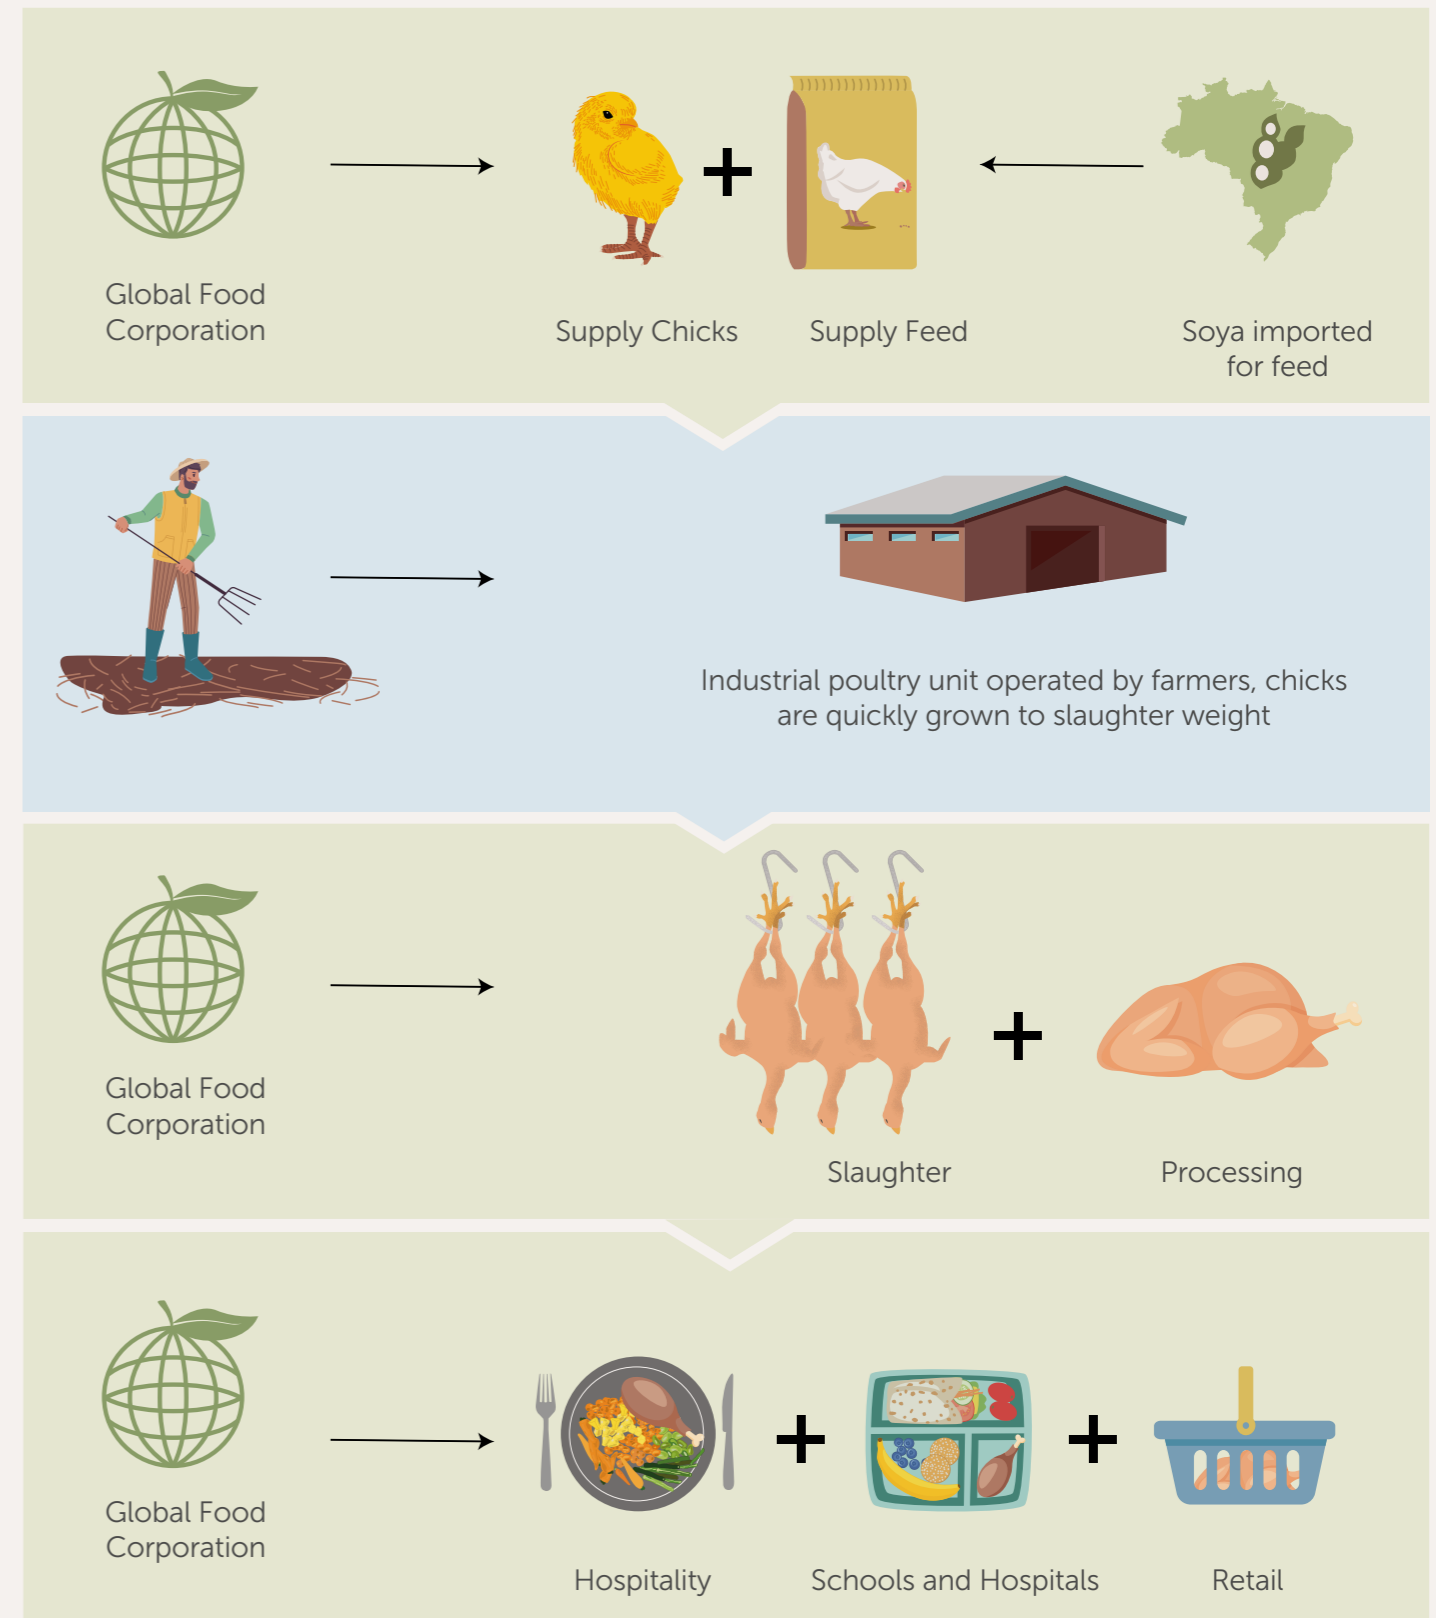 Global Food
Corporation
Supply Chicks
Supply Feed
Soya imported
for feed
Industrial poultry unit operated by farmers, chicks
are quickly grown to slaughter weight
Global Food
Corporation
Slaughter
Processing
Global Food
Corporation
Hospitality
Schools and Hospitals
Retail